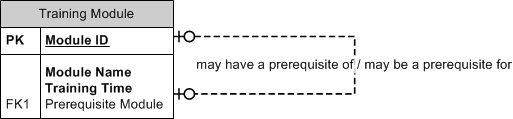 Training Module
PK Module ID
may have a prerequisite of / may be a prerequisite for
Module Name
Training Time
FK1 Prerequisite Module